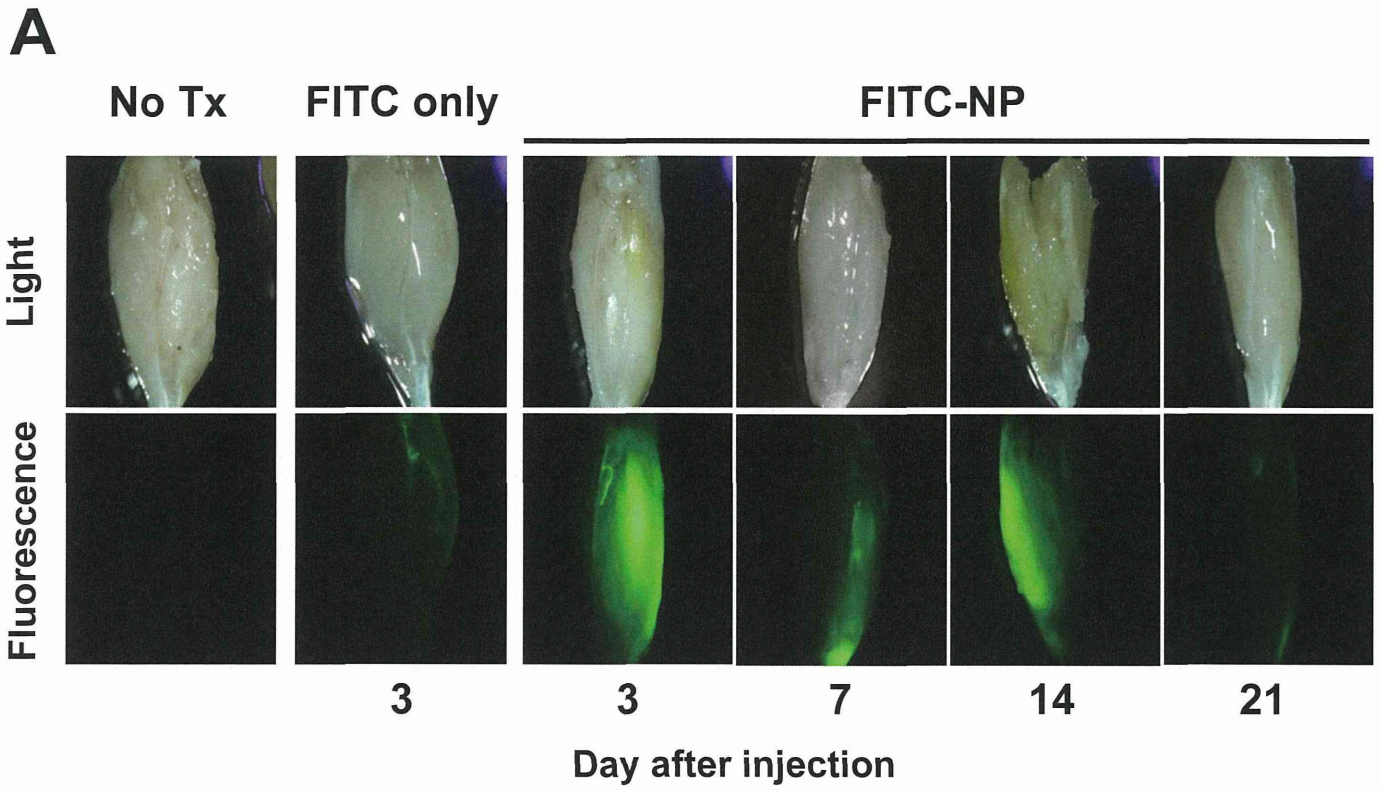 A
No Tx
FITC only
FITC-NP
Light
Fluorescence
3
3
7
14
21
Day after injection